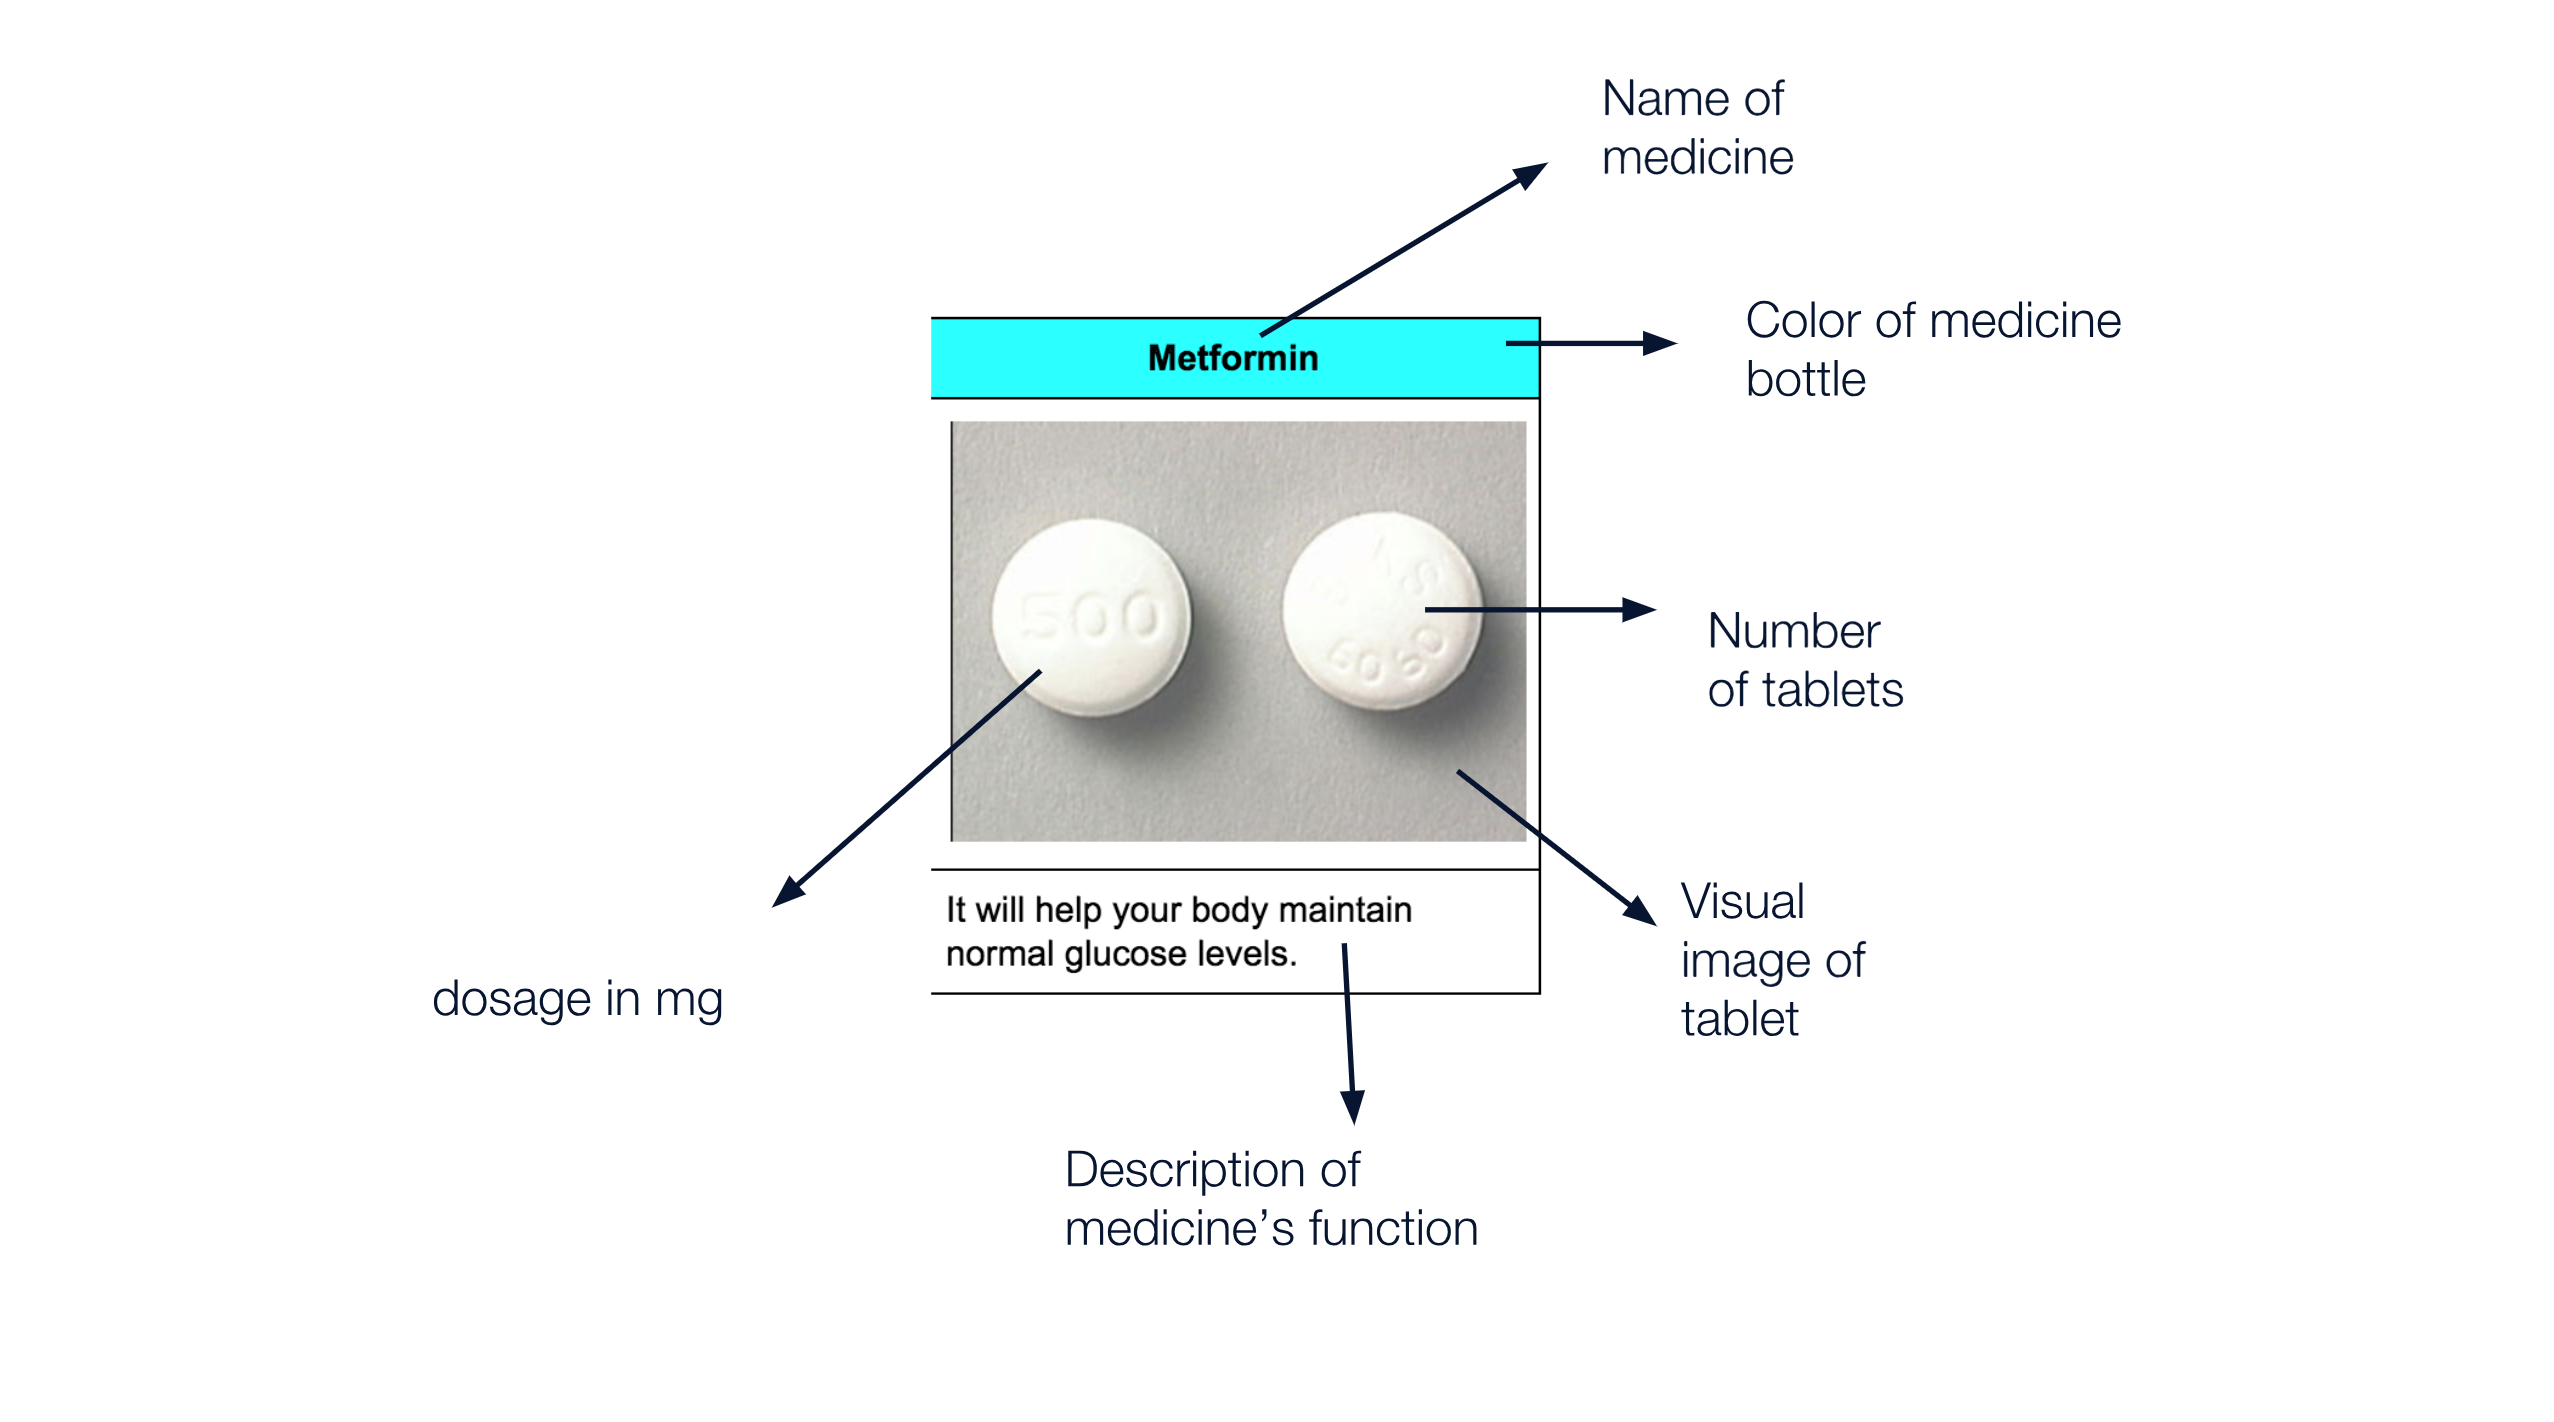 Name of
medicine
Color of medicine
bottle
Metformin
500
6060
Number
of tablets
Visual
image of
tablet
It will help your body maintain
normal glucose levels.
dosage in mg
Description of
medicine’s function